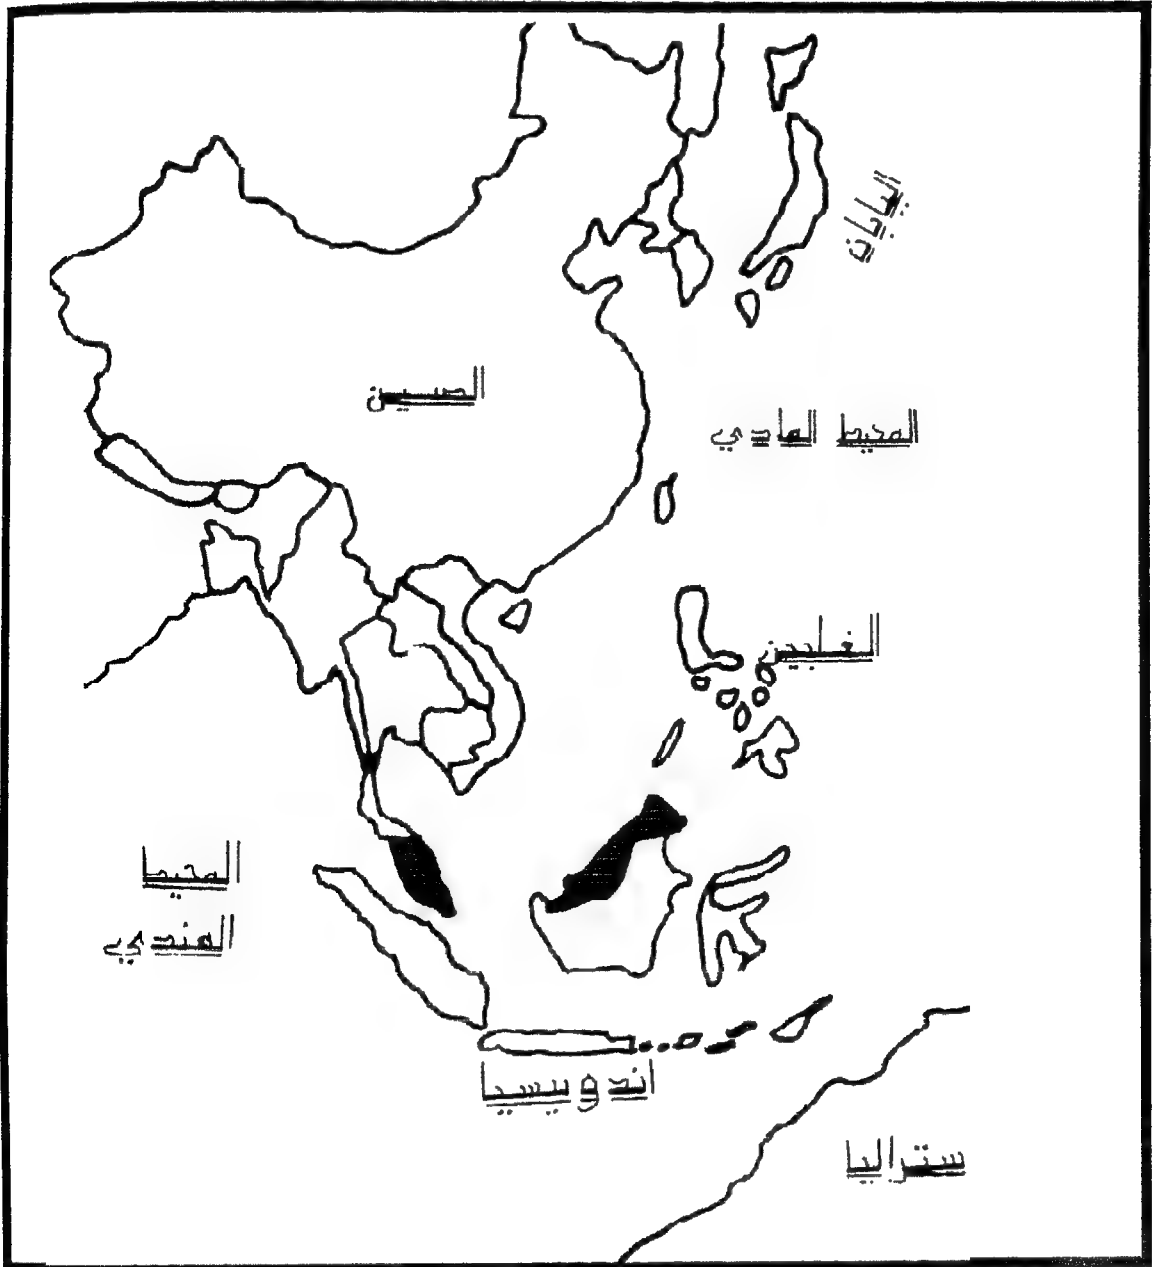 اليابان
الصين
المحيط الهادي
الفلبين
المحيط
الهندي
اندونيسيا
ستراليا